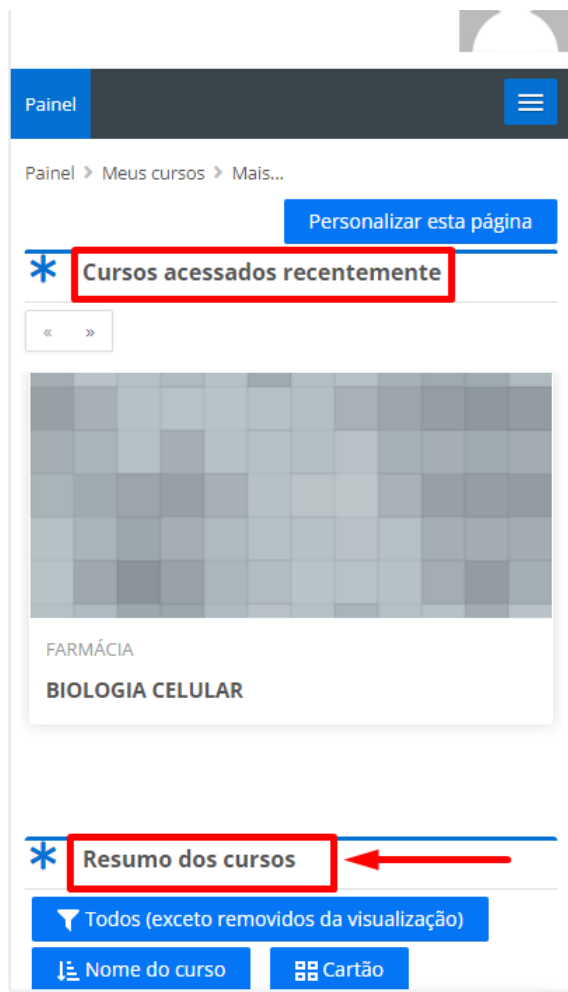 Painel
Painel > Meus cursos > Mais...
Personalizar esta página
Cursos acessados recentemente
« »
FARMÁCIA
BIOLOGIA CELULAR
Resumo dos cursos
Todos (exceto removidos da visualização)
Nome do curso Cartão